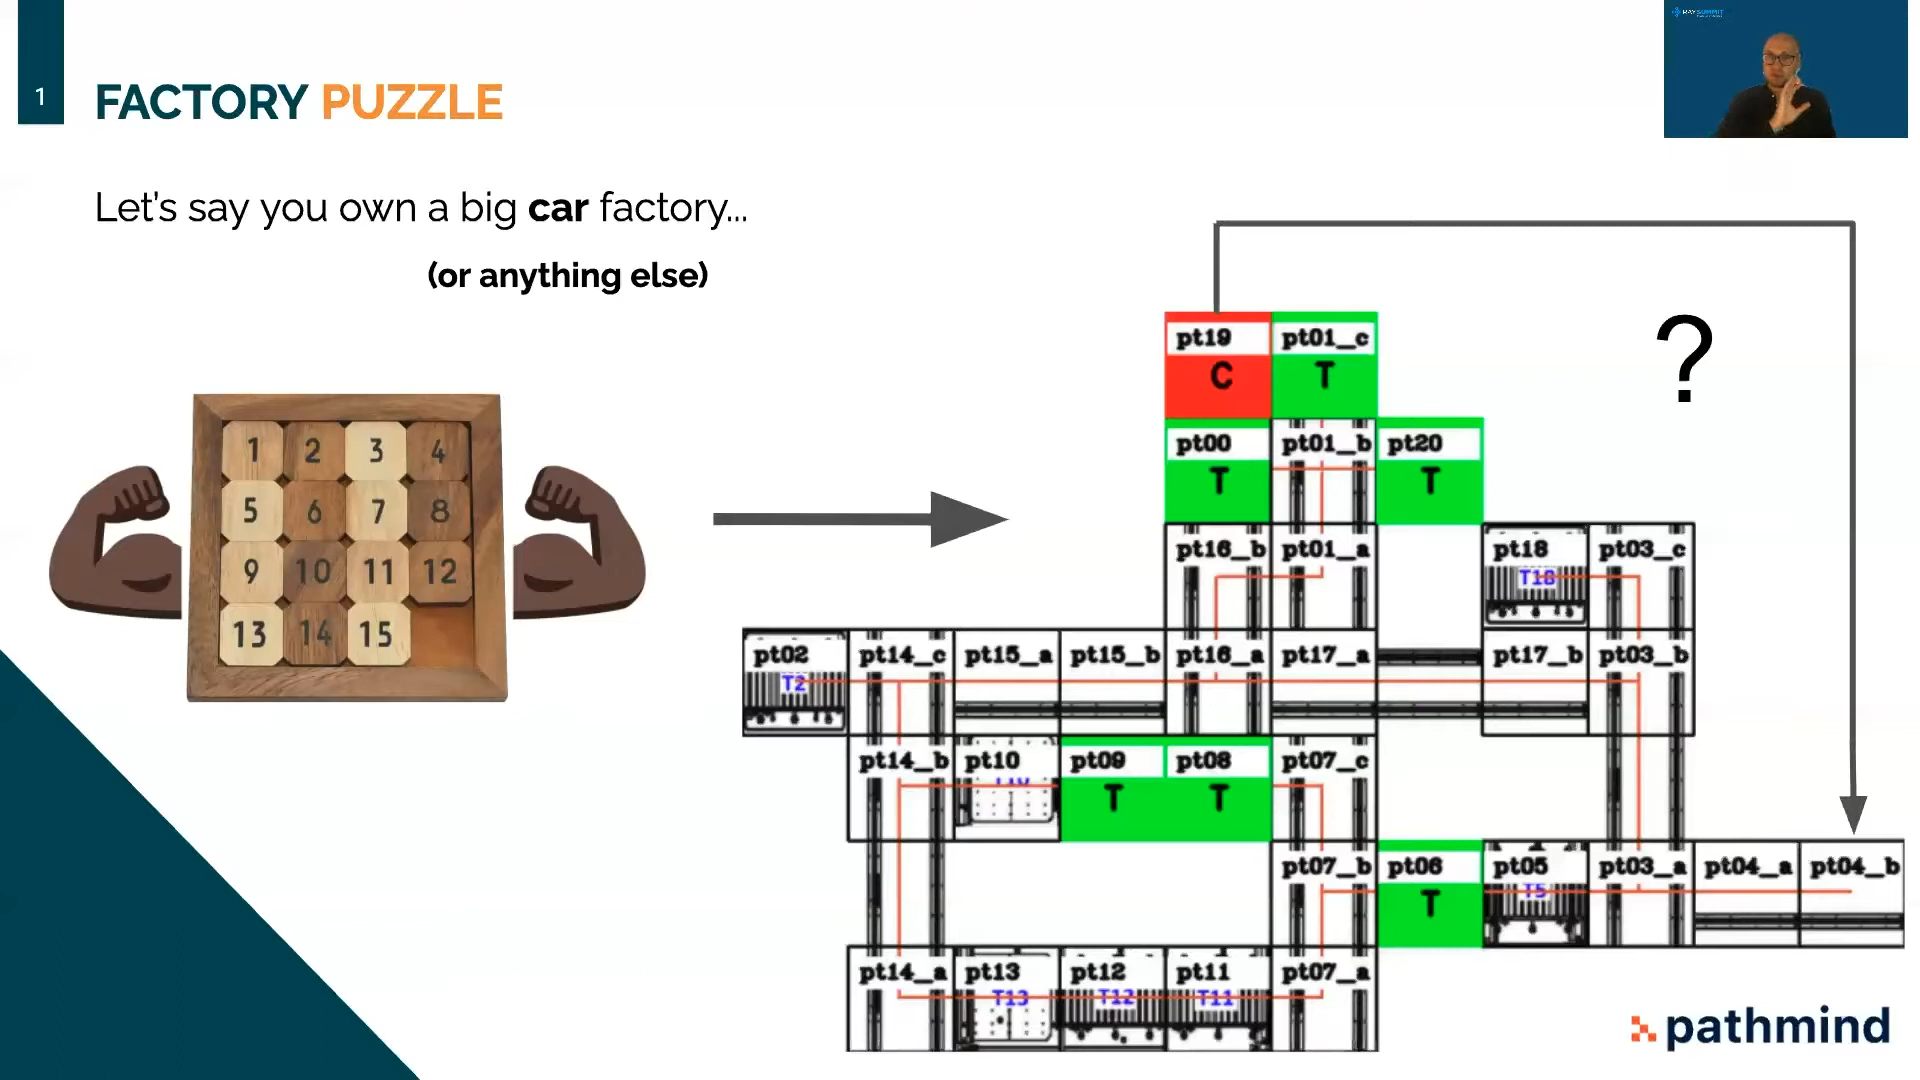 1
FACTORY PUZZLE
Let's say you own a big car factory...
(or anything else)
1 2 3 4
5 6 7 8
9 10 11 12
13 14 15
?
pt19 pt01_c
C T
pt00 pt01_b pt20
T T
pt16_b pt01_a pt18 pt03_c
T18
pt02 pt14_c pt15_a pt15_b pt16_a pt17_a pt17_b pt03_b
T2
pt14_b pt10 pt09 pt08 pt07_c
T T
pt07_b pt06 pt05 pt03_a pt04_a pt04_b
T T5
pt14_a pt13 pt12 pt11 pt07_a
T13 T12 T11
pathmind